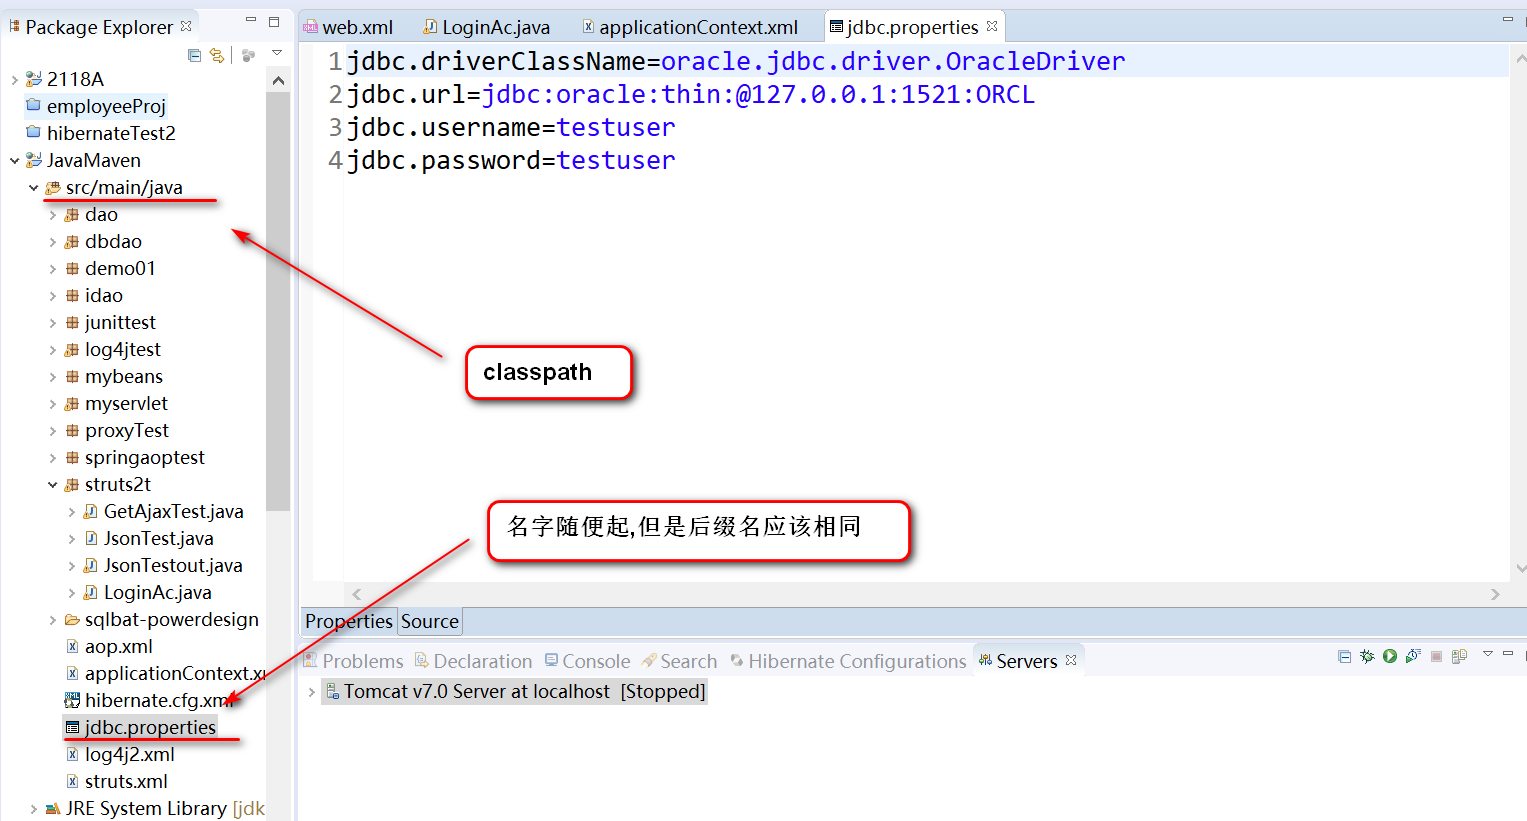 Package Explorer
web.xml
LoginAc.java
applicationContext.xml
jdbc.properties
2118A
employeeProj
hibernateTest2
JavaMaven
src/main/java
dao
dbdao
demo01
idao
junittest
log4jtest
mybeans
myservlet
proxyTest
springaoptest
struts2t
GetAjaxTest.java
JsonTest.java
JsonTestout.java
LoginAc.java
sqlbat-powerdesign
aop.xml
applicationContext.x
hibernate.cfg.xml
jdbc.properties
log4j2.xml
struts.xml
JRE System Library [jdk
1 jdbc.driverClassName=oracle.jdbc.driver.OracleDriver
2 jdbc.url=jdbc:oracle:thin:@127.0.0.1:1521:ORCL
3 jdbc.username=testuser
4 jdbc.password=testuser
classpath
名字随便起,但是后缀名应该相同
Properties Source
Problems Declaration Console Search Hibernate Configurations Servers
Tomcat v7.0 Server at localhost [Stopped]